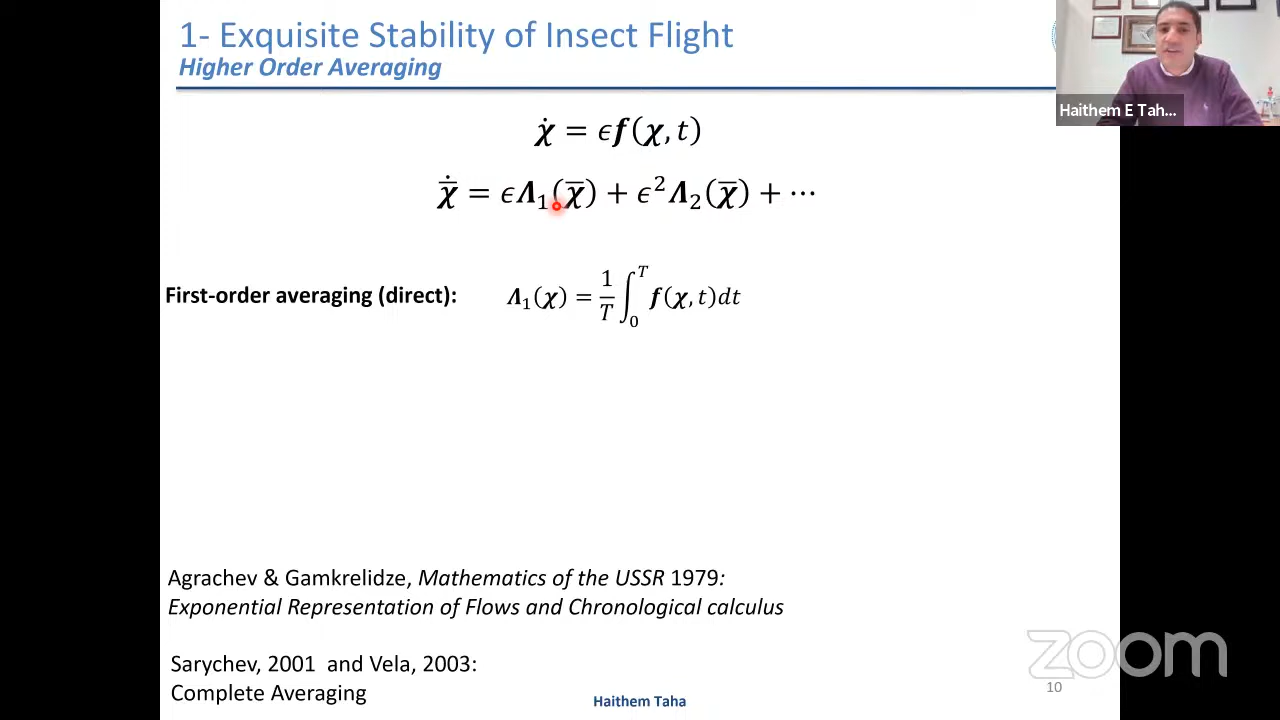 1- Exquisite Stability of Insect Flight
Higher Order Averaging
Haithem E Tah...
χ̇ = ϵf(χ, t)
χ̄̇ = ϵΛ₁(χ̄) + ϵ²Λ₂(χ̄) + ⋯
First-order averaging (direct): Λ₁(χ) = 1/T ∫₀ᵀ f(χ, t)dt
Agrachev & Gamkrelidze, Mathematics of the USSR 1979:
Exponential Representation of Flows and Chronological calculus
Sarychev, 2001 and Vela, 2003:
Complete Averaging
zoom
10
Haithem Taha